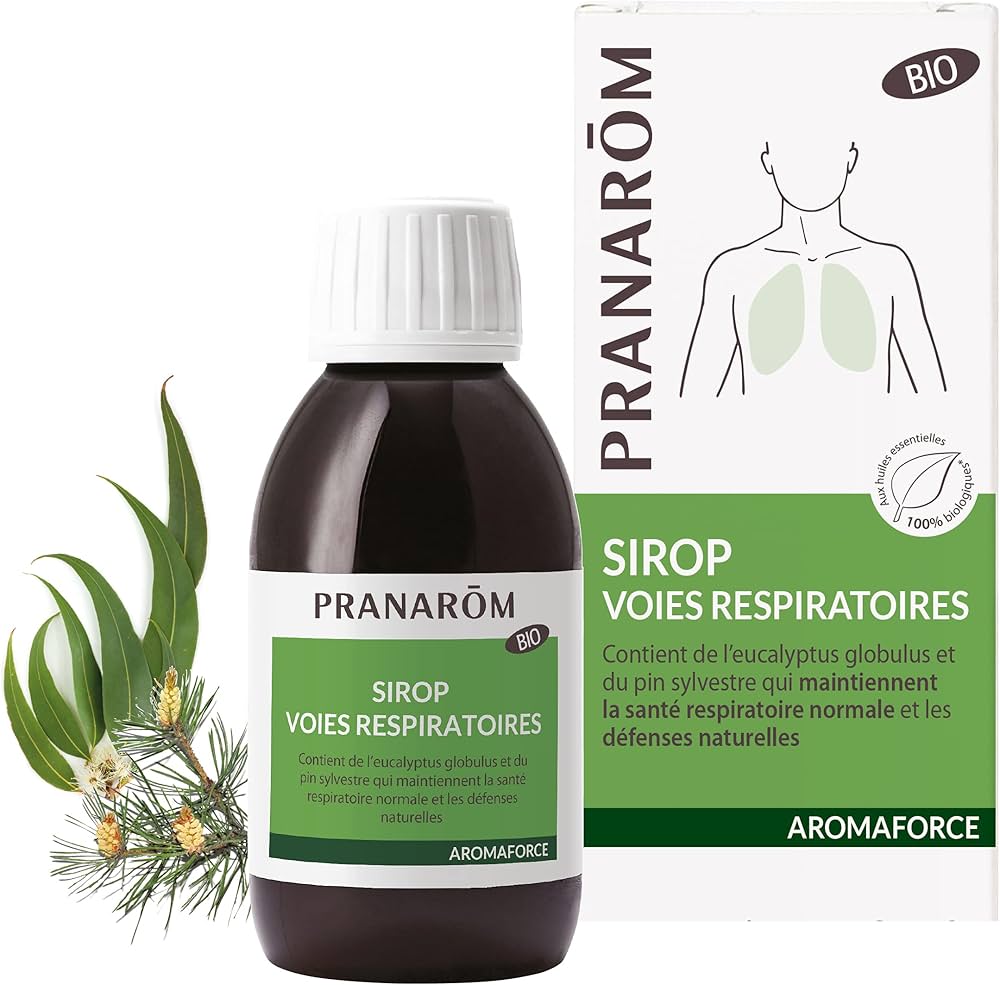 PRANARŌM
BIO
SIROP
VOIES RESPIRATOIRES
Contient de l'eucalyptus globulus et du
pin sylvestre qui maintiennent la santé
respiratoire normale et les défenses
naturelles
AROMAFORCE
PRANARŌM
BIO
Aux huiles essentielles
100% biologiques*
SIROP
VOIES RESPIRATOIRES
Contient de l'eucalyptus globulus et
du pin sylvestre qui maintiennent
la santé respiratoire normale et les
défenses naturelles
AROMAFORCE